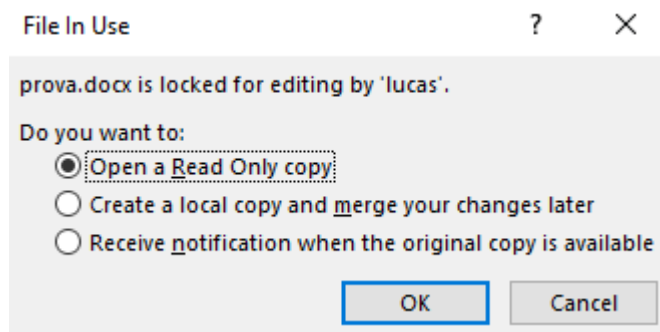 File In Use ?
prova.docx is locked for editing by 'lucas'.
Do you want to:
Open a Read Only copy
Create a local copy and merge your changes later
Receive notification when the original copy is available
OK Cancel